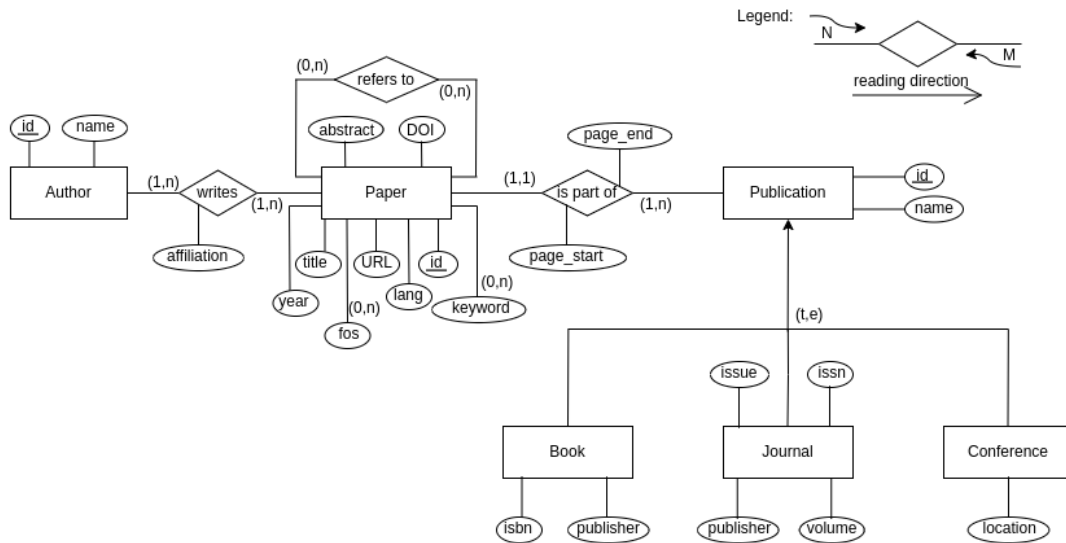 Legend:
N
M
reading direction
(0,n)
refers to
(0,n)
id
name
abstract
DOI
page_end
Author
(1,n)
writes
(1,n)
Paper
(1,1)
is part of
(1,n)
Publication
id
name
affiliation
title
URL
id
page_start
year
(0,n)
lang
(0,n)
keyword
fos
(t,e)
issue
issn
Book
Journal
Conference
isbn
publisher
publisher
volume
location